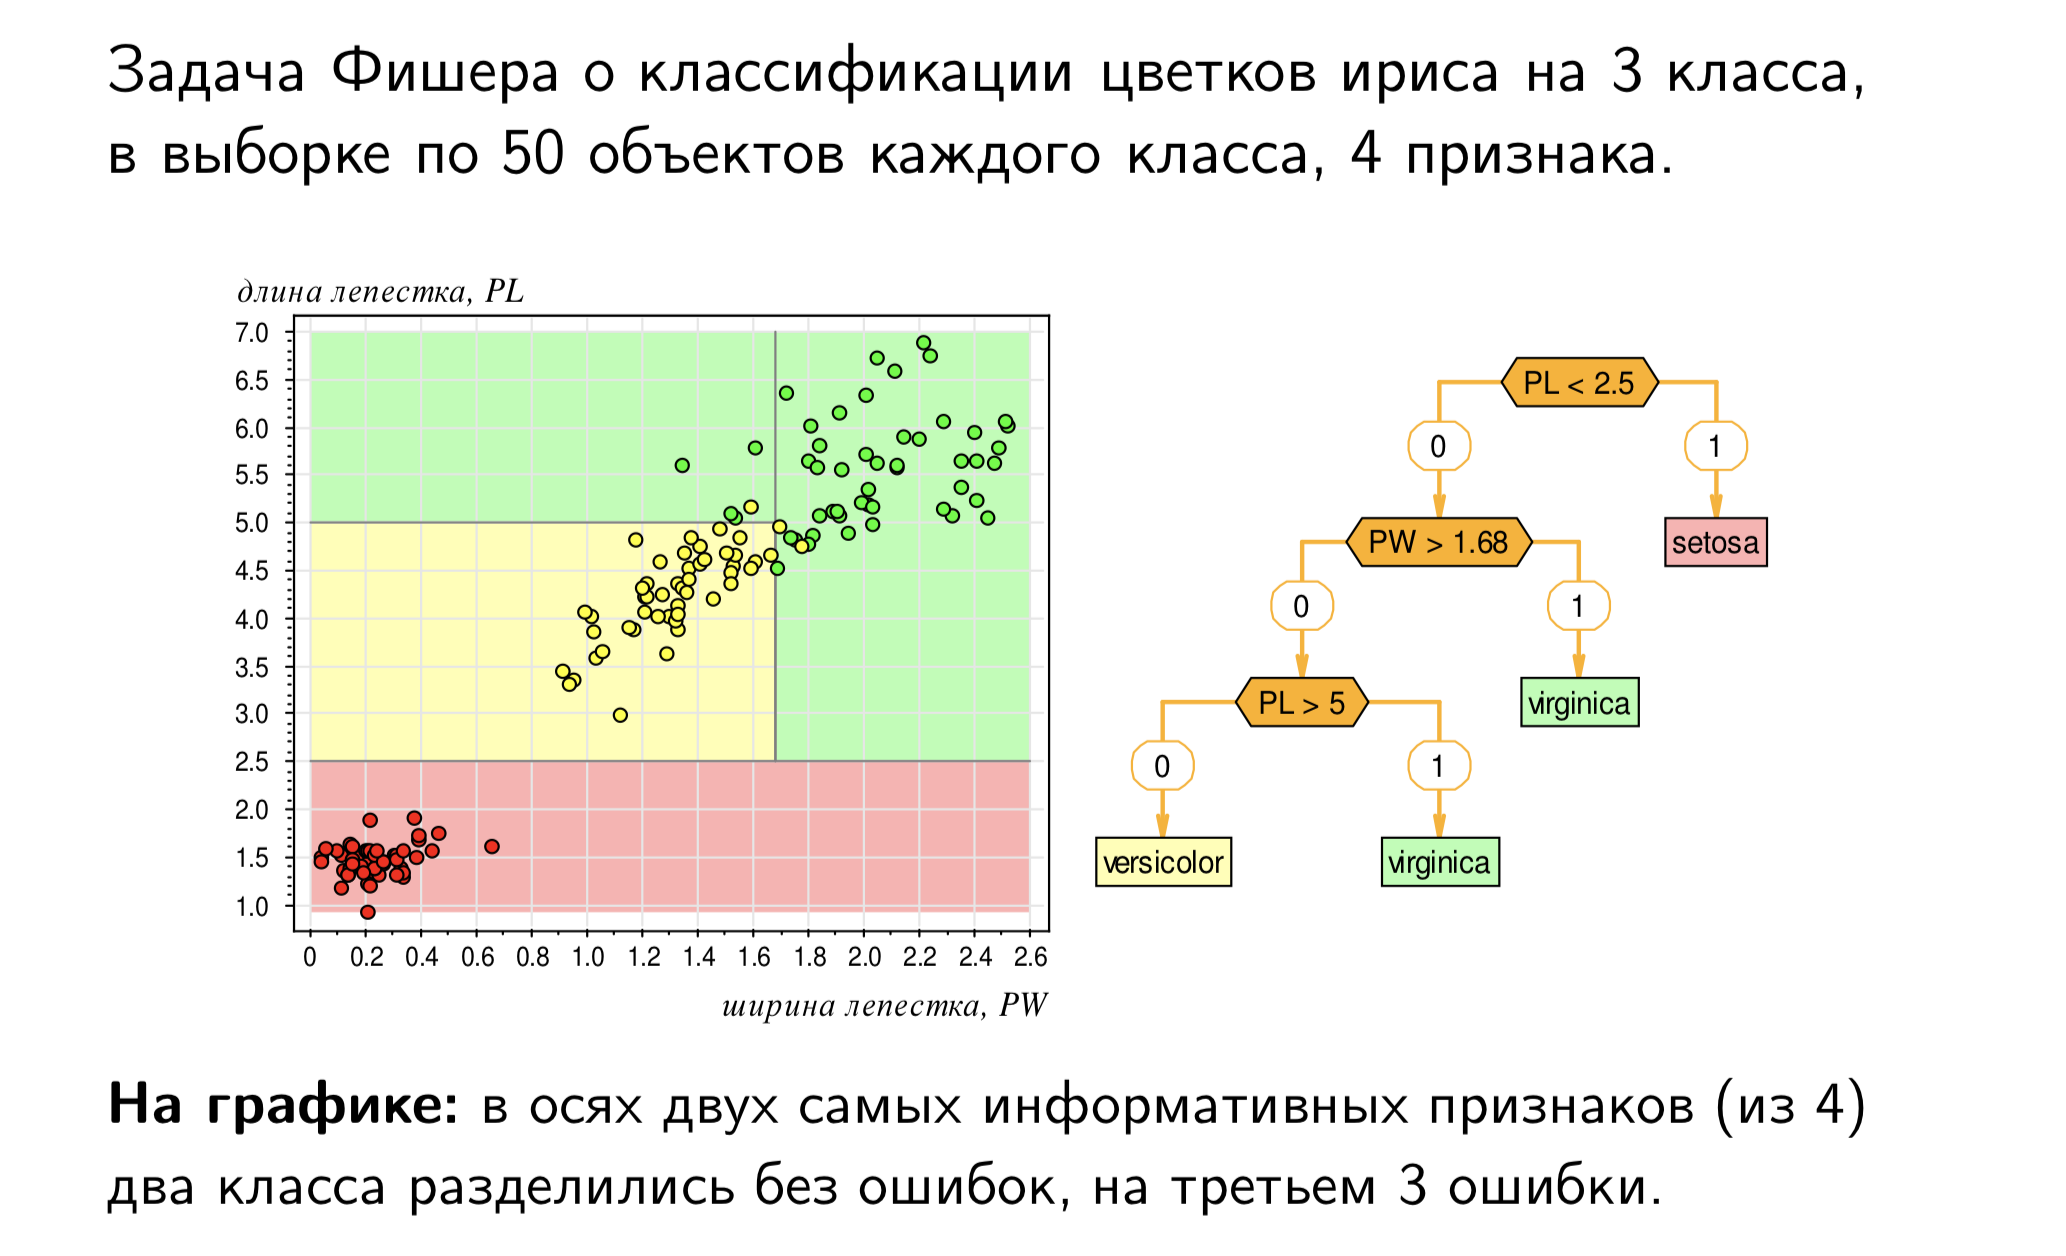 Задача Фишера о классификации цветков ириса на 3 класса,
в выборке по 50 объектов каждого класса, 4 признака.
длина лепестка, PL
7.0
6.5
6.0
5.5
5.0
4.5
4.0
3.5
3.0
2.5
2.0
1.5
1.0
0 0.2 0.4 0.6 0.8 1.0 1.2 1.4 1.6 1.8 2.0 2.2 2.4 2.6
ширина лепестка, PW
PL < 2.5
0 1
PW > 1.68 setosa
0 1
PL > 5 virginica
0 1
versicolor virginica
На графике: в осях двух самых информативных признаков (из 4)
два класса разделились без ошибок, на третьем 3 ошибки.